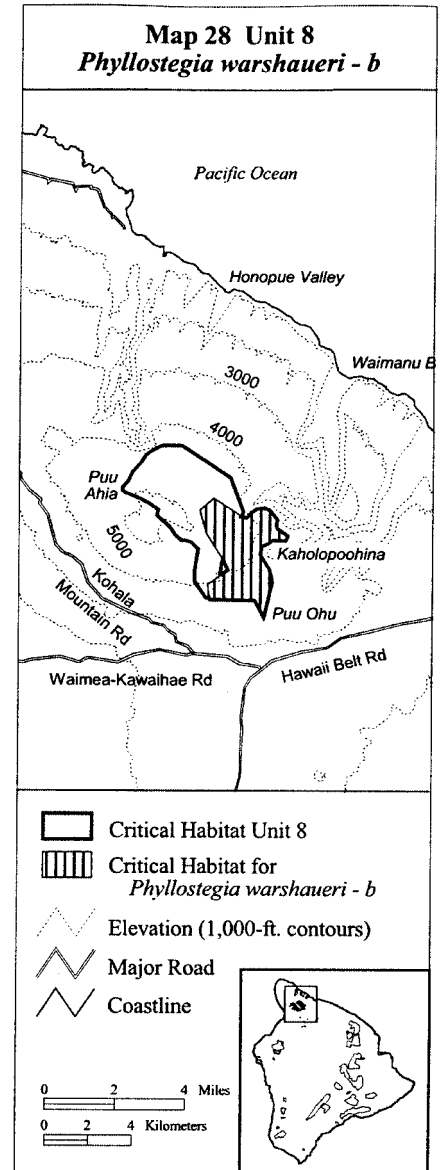 Map 28 Unit 8
Phyllostegia warshaueri - b
Pacific Ocean
Honopue Valley
Waimanu B
3000
4000
Puu
Ahia
5000
Kaholopoohina
Kohala
Mountain Rd
Puu Ohu
Hawaii Belt Rd
Waimea-Kawaihae Rd
Critical Habitat Unit 8
Critical Habitat for
Phyllostegia warshaueri - b
Elevation (1,000-ft. contours)
Major Road
Coastline
0 2 4 Miles
0 2 4 Kilometers